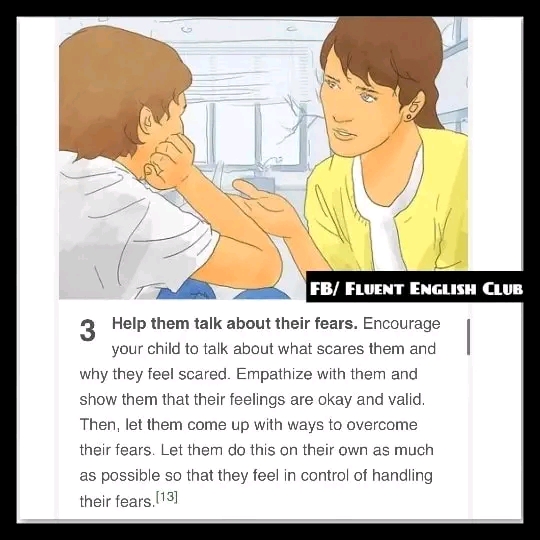 FB/ FLUENT ENGLISH CLUB
3 Help them talk about their fears. Encourage
your child to talk about what scares them and
why they feel scared. Empathize with them and
show them that their feelings are okay and valid.
Then, let them come up with ways to overcome
their fears. Let them do this on their own as much
as possible so that they feel in control of handling
their fears.[13]